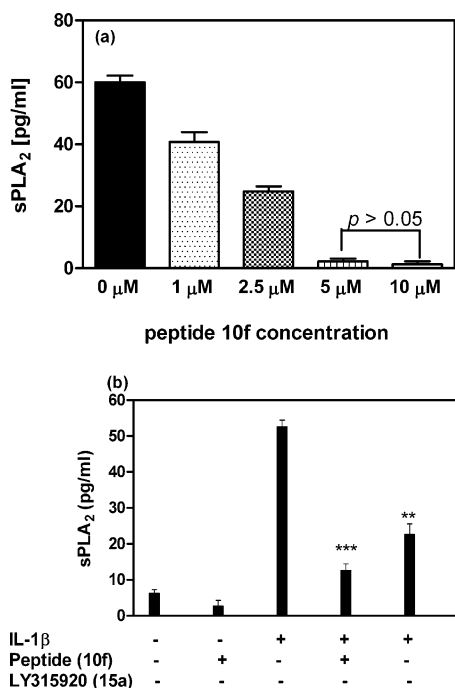 (a)
80
60
40
20
0
sPLA₂ [pg/ml]
p > 0.05
0 μM 1 μM 2.5 μM 5 μM 10 μM
peptide 10f concentration
(b)
60
50
40
30
20
10
0
sPLA₂ (pg/ml)
*** **
IL-1β - - + + +
Peptide (10f) - + - + -
LY315920 (15a) - - - - -